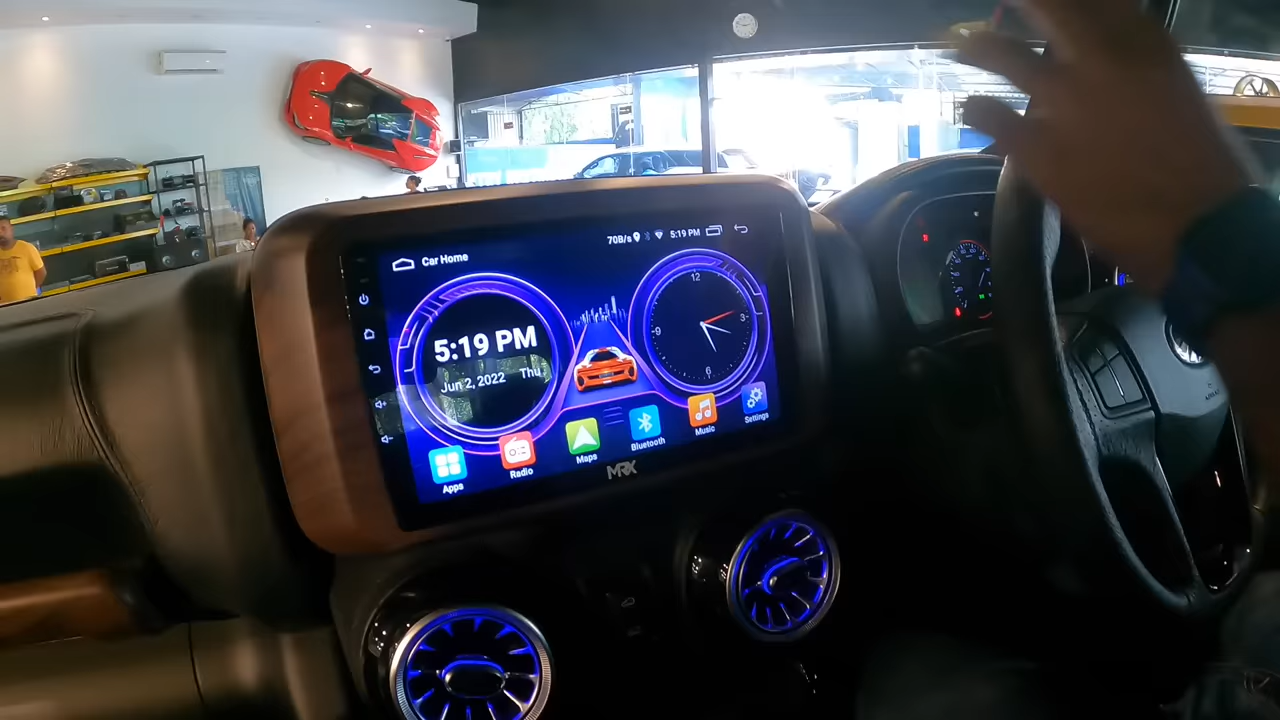 70B/s 5:19 PM
Car Home
5:19 PM
Jun 2, 2022 Thu
12
3
6
9
Apps
Radio
Maps
Bluetooth
Music
Settings
MRX